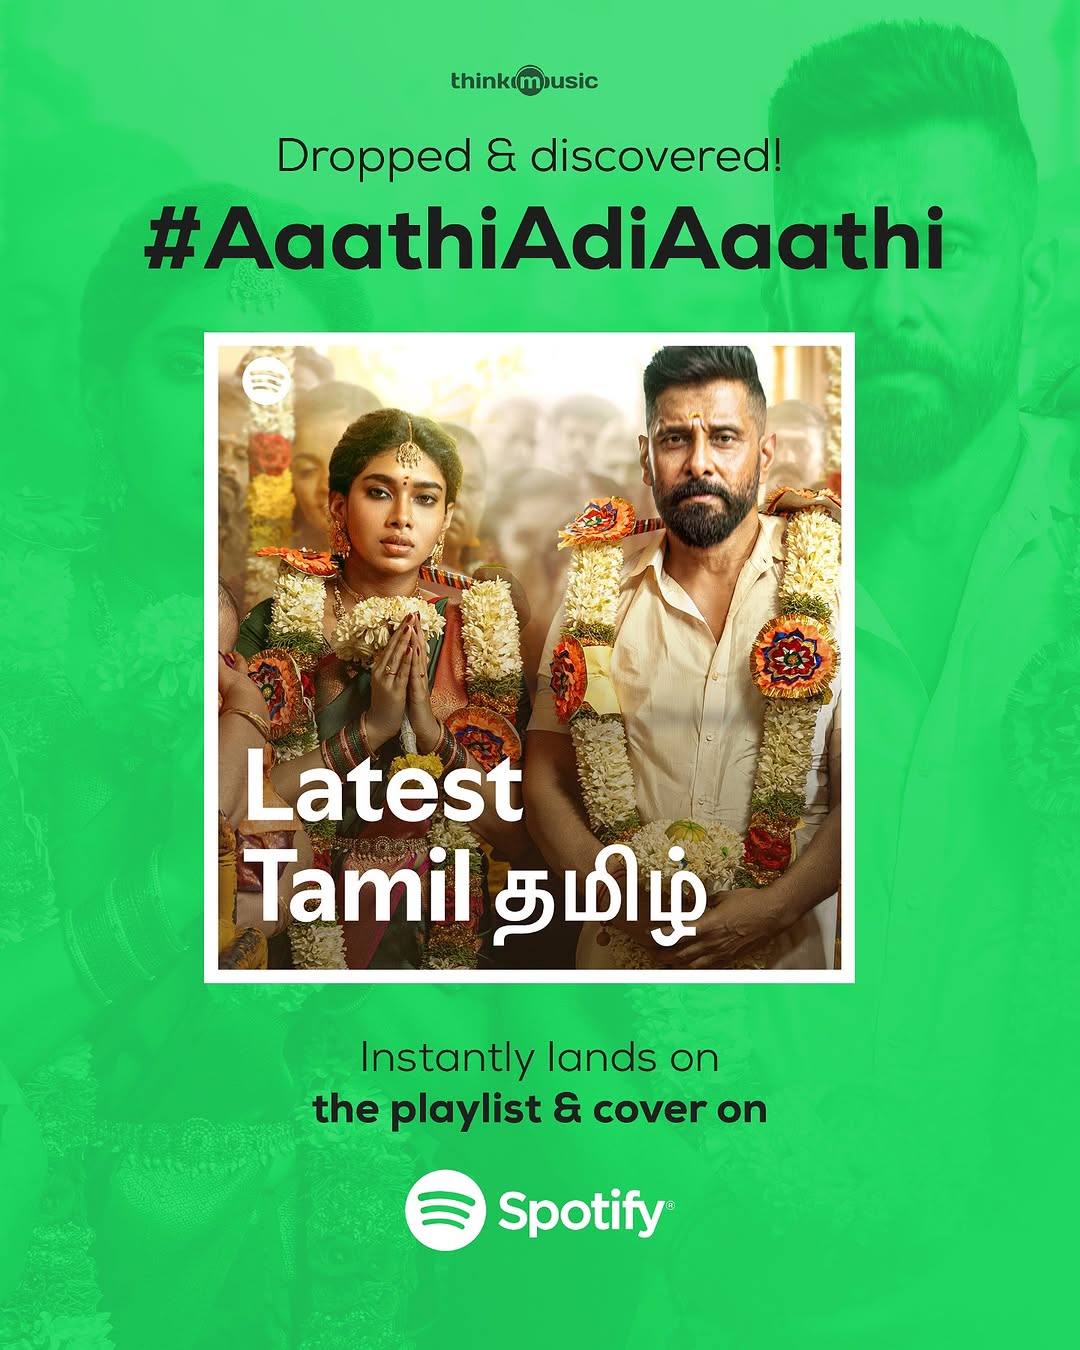 thinkmusic
Dropped & discovered!
#AaathiAdiAaathi
Latest
Tamil தமிழ்
Instantly lands on
the playlist & cover on
Spotify®